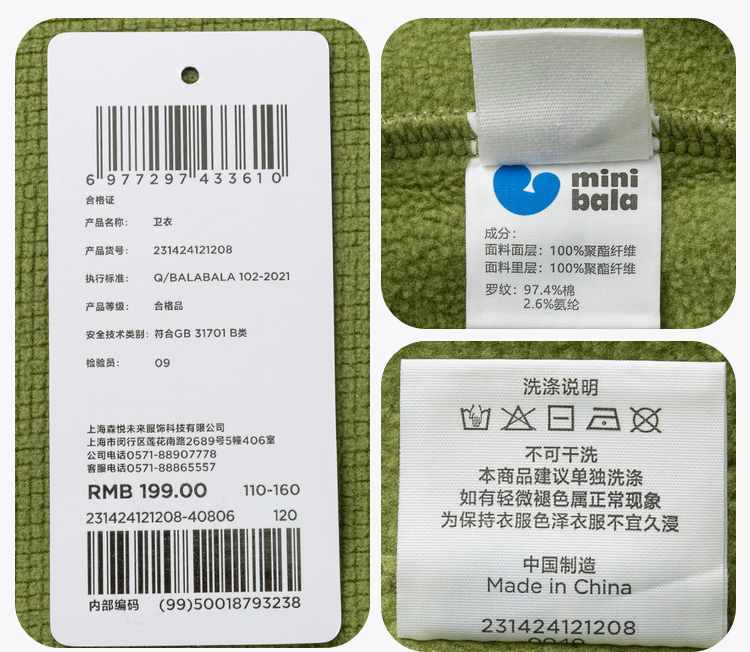 6 977297 433610
合格证
产品名称: 卫衣
产品货号: 231424121208
执行标准: Q/BALABALA 102-2021
产品等级: 合格品
安全技术类别: 符合GB 31701 B类
检验员: 09
上海森悦未来服饰科技有限公司
上海市闵行区莲花南路2689号5幢406室
公司电话0571-88907778
客服电话0571-88865557
RMB 199.00 110-160
231424121208-40806 120
内部编码 (99)50018793238
mini
bala
成分:
面料面层: 100%聚酯纤维
面料里层: 100%聚酯纤维
罗纹: 97.4%棉
2.6%氨纶
洗涤说明
不可干洗
本商品建议单独洗涤
如有轻微褪色属正常现象
为保持衣服色泽衣服不宜久浸
中国制造
Made in China
231424121208